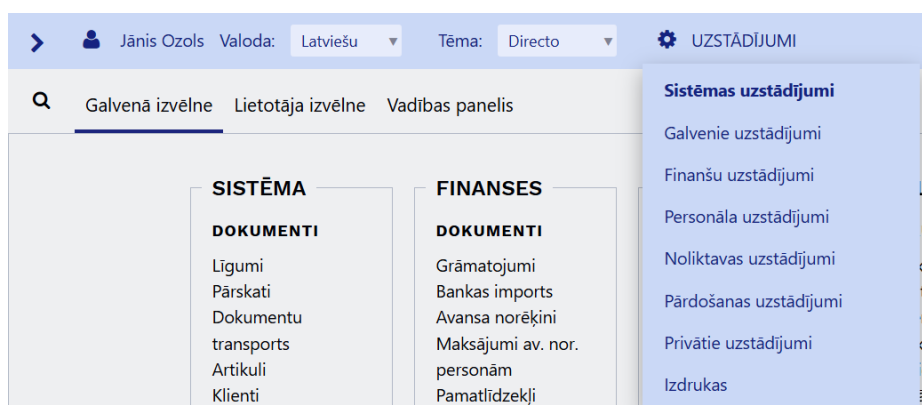 Jānis Ozols Valoda: Latviešu Tēma: Directo UZSTĀDĪJUMI
Galvenā izvēlne Lietotāja izvēlne Vadības panelis
SISTĒMA
DOKUMENTI
Līgumi
Pārskati
Dokumentu
transports
Artikuli
Klienti
FINANSES
DOKUMENTI
Grāmatojumi
Bankas imports
Avansa norēķini
Maksājumi av. nor.
personām
Pamatlīdzekļi
Sistēmas uzstādījumi
Galvenie uzstādījumi
Finanšu uzstādījumi
Personāla uzstādījumi
Noliktavas uzstādījumi
Pārdošanas uzstādījumi
Privātie uzstādījumi
Izdrukas